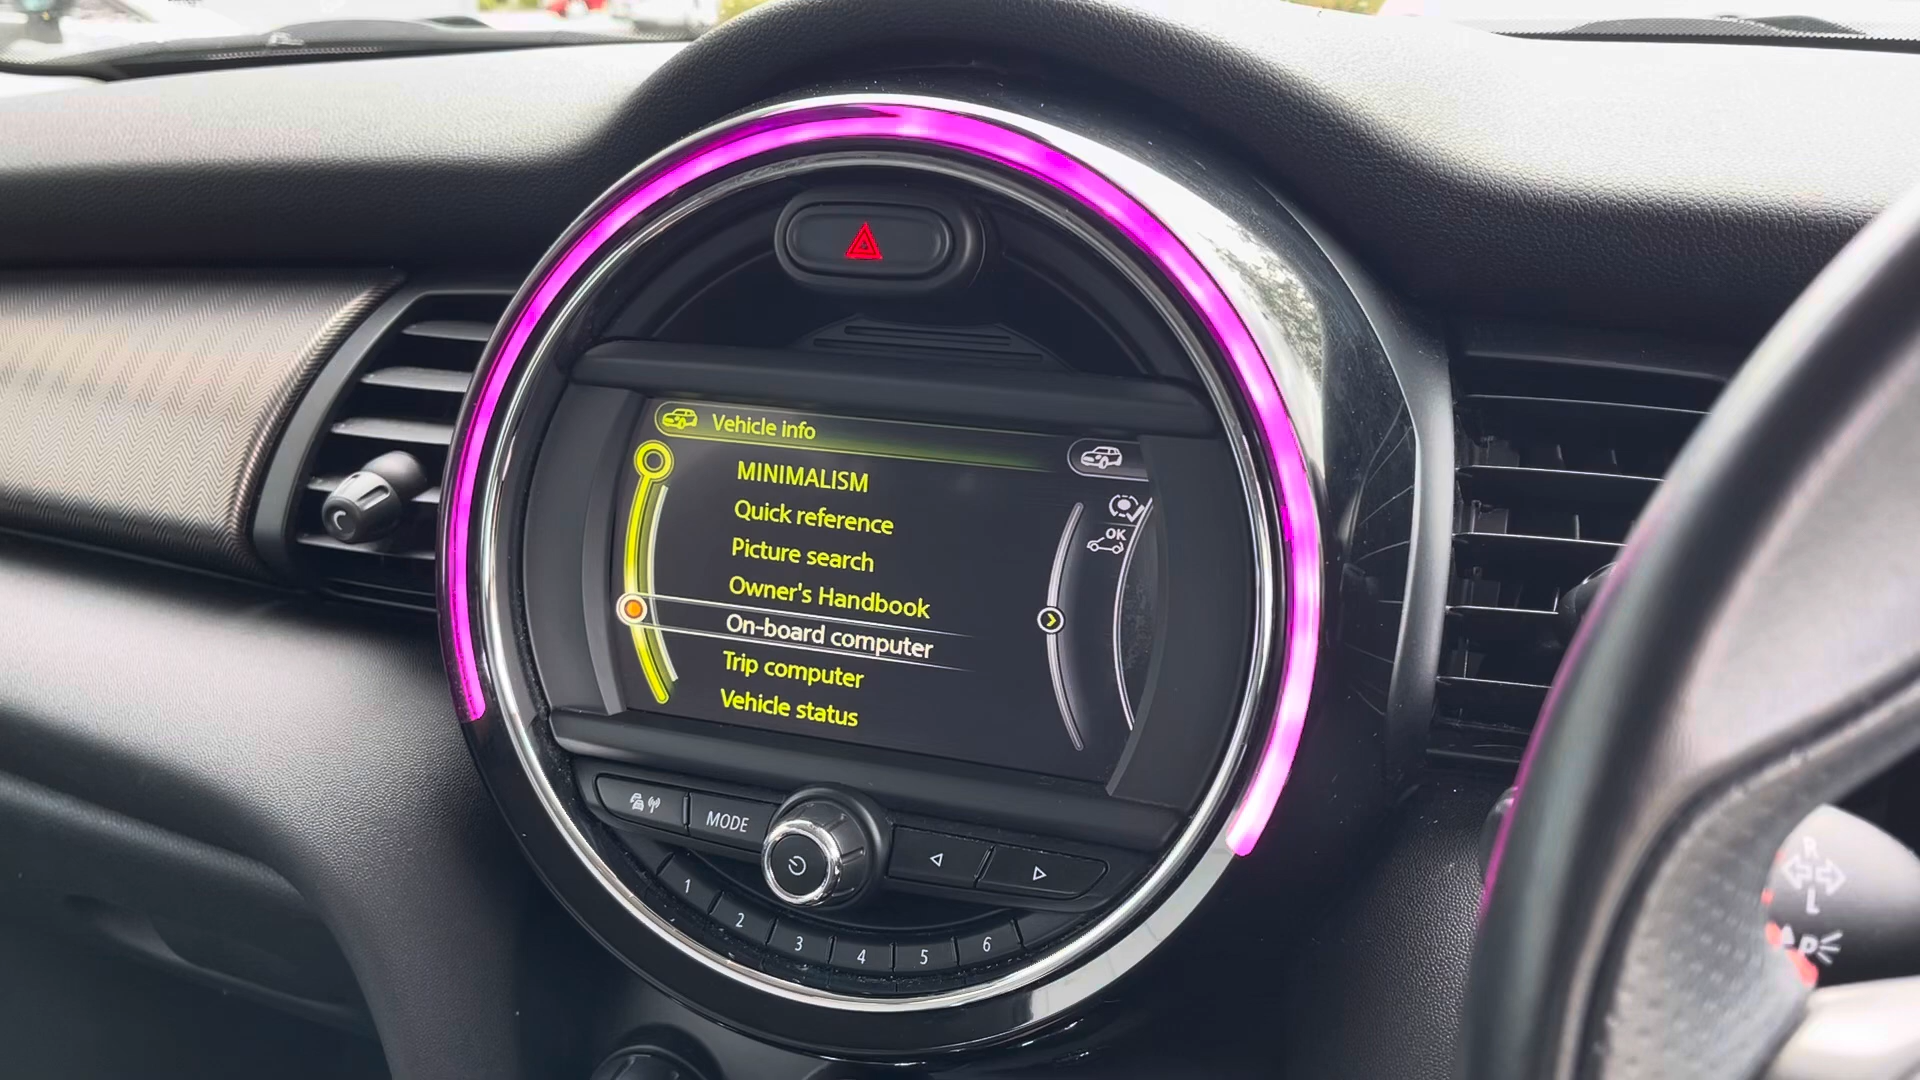 Vehicle info
MINIMALISM
Quick reference
Picture search
Owner's Handbook
On-board computer
Trip computer
Vehicle status
OK
MODE
1
2
3
4
5
6
R
L